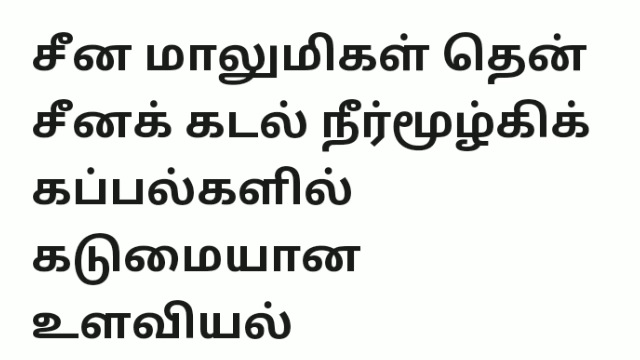 சீன மாலுமிகள் தென்
சீனக் கடல் நீர்மூழ்கிக்
கப்பல்களில்
கடுமையான
உளவியல்